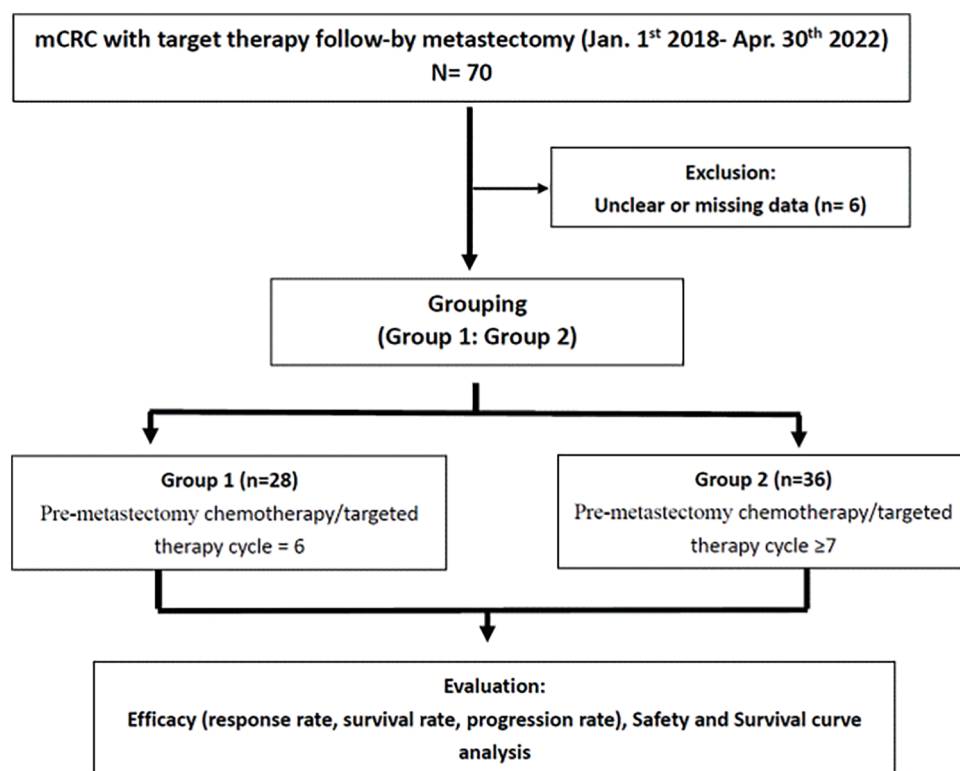 mCRC with target therapy follow-by metastectomy (Jan. 1st 2018- Apr. 30th 2022)
N= 70
Exclusion:
Unclear or missing data (n= 6)
Grouping
(Group 1: Group 2)
Group 1 (n=28)
Pre-metastectomy chemotherapy/targeted
therapy cycle = 6
Group 2 (n=36)
Pre-metastectomy chemotherapy/targeted
therapy cycle ≥7
Evaluation:
Efficacy (response rate, survival rate, progression rate), Safety and Survival curve
analysis